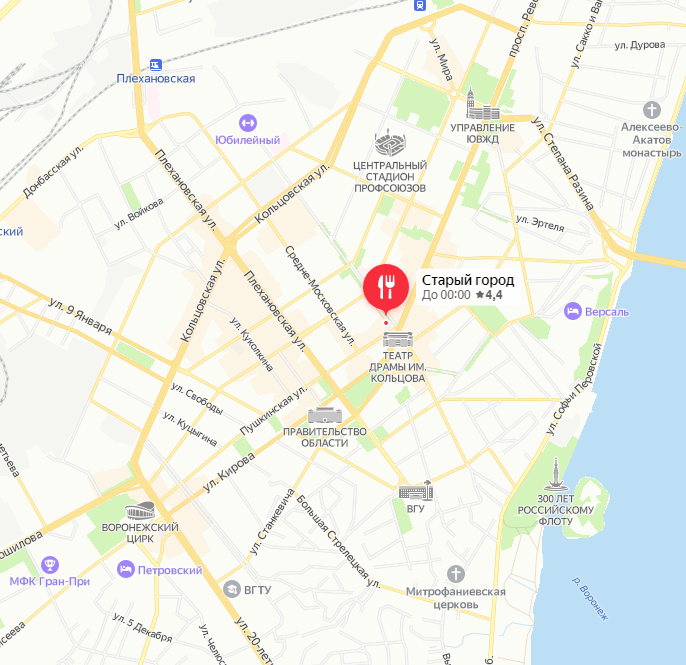 просп. Рево
ул. Сакко и Ва
ул. Дурова
ул. Мира
Плехановская
УПРАВЛЕНИЕ
ЮВЖД
Алексеево-
Акатов
монастырь
ул. Степана Разина
Юбилейный
Донбасская ул.
Плехановская ул.
Кольцовская ул.
ЦЕНТРАЛЬНЫЙ
СТАДИОН
ПРОФСОЮЗОВ
ул. Войкова
ул. Эртеля
ский
Средне-Московская ул.
Кольцовская ул.
Плехановская ул.
Старый город
До 00:00 ★4,4
ул. 9 Января
Версаль
ул. Куколкина
ТЕАТР
ДРАМЫ ИМ.
КОЛЬЦОВА
ул. Софьи Перовской
ул. Свободы
Пушкинская ул.
ул. Куцыгина
ПРАВИТЕЛЬСТВО
ОБЛАСТИ
ул. Кирова
етьева
ВГУ
300 ЛЕТ
РОССИЙСКОМУ
ФЛОТУ
ВОРОНЕЖСКИЙ
ЦИРК
ул. Станкевича
Большая Стрелецкая ул.
ошилова
МФК Гран-При
Петровский
ВГТУ
Митрофаниевская
церковь
р. Воронеж
ул. 5 Декабря
ул. Челюс
ул. 20-лети
сеева